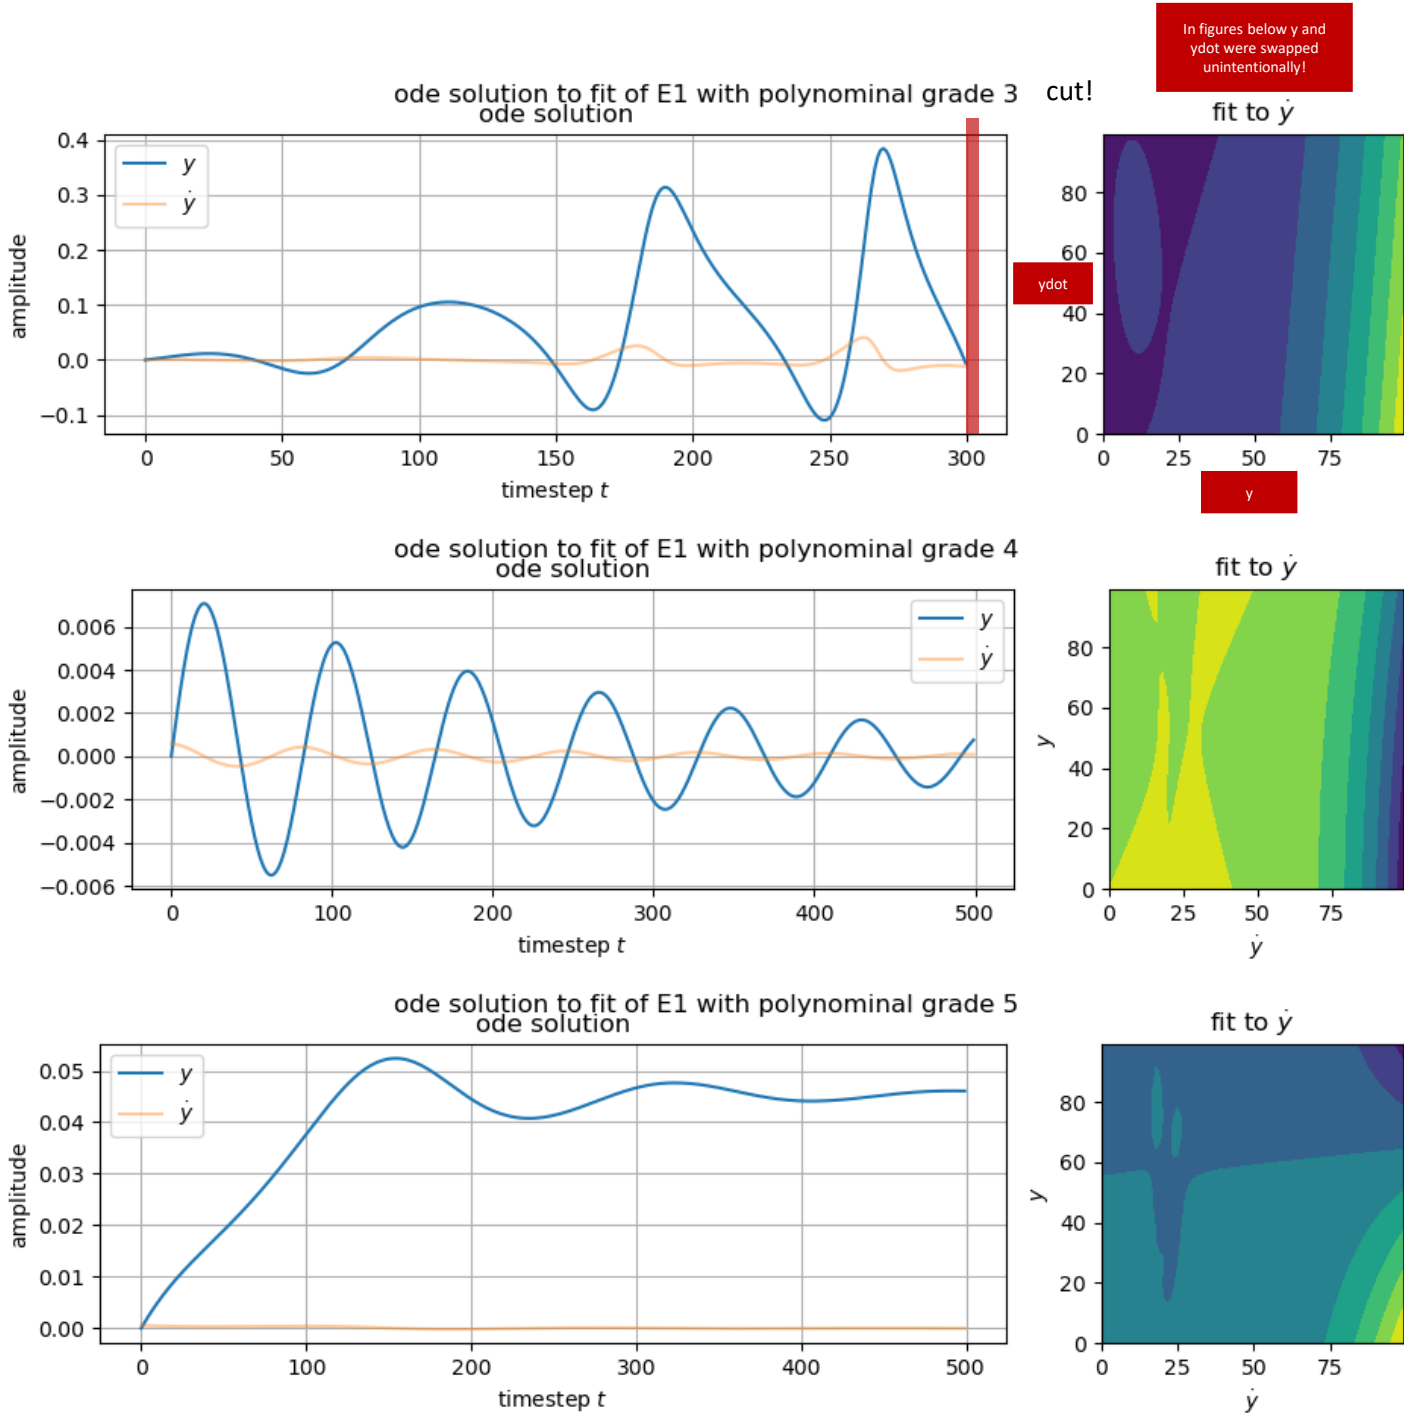 In figures below y and
ydot were swapped
unintentionally!
ode solution to fit of E1 with polynominal grade 3
cut!
ode solution
fit to ẏ
y
ẏ
0.4
0.3
0.2
0.1
0.0
−0.1
amplitude
0 50 100 150 200 250 300
timestep t
ydot
80
60
40
20
0
0 25 50 75
y
ode solution to fit of E1 with polynominal grade 4
ode solution
fit to ẏ
y
ẏ
0.006
0.004
0.002
0.000
−0.002
−0.004
−0.006
amplitude
0 100 200 300 400 500
timestep t
80
60
40
20
0
y
0 25 50 75
ẏ
ode solution to fit of E1 with polynominal grade 5
ode solution
fit to ẏ
y
ẏ
0.05
0.04
0.03
0.02
0.01
0.00
amplitude
0 100 200 300 400 500
timestep t
80
60
40
20
0
y
0 25 50 75
ẏ